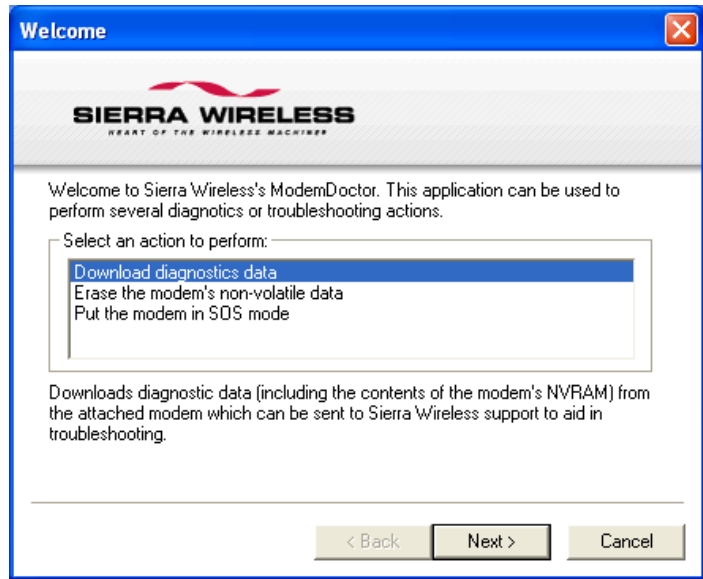 Welcome
SIERRA WIRELESS
HEART OF THE WIRELESS MACHINE®
Welcome to Sierra Wireless's ModemDoctor. This application can be used to
perform several diagnotics or troubleshooting actions.
Select an action to perform:
Download diagnostics data
Erase the modem's non-volatile data
Put the modem in SOS mode
Downloads diagnostic data (including the contents of the modem's NVRAM) from
the attached modem which can be sent to Sierra Wireless support to aid in
troubleshooting.
< Back Next > Cancel